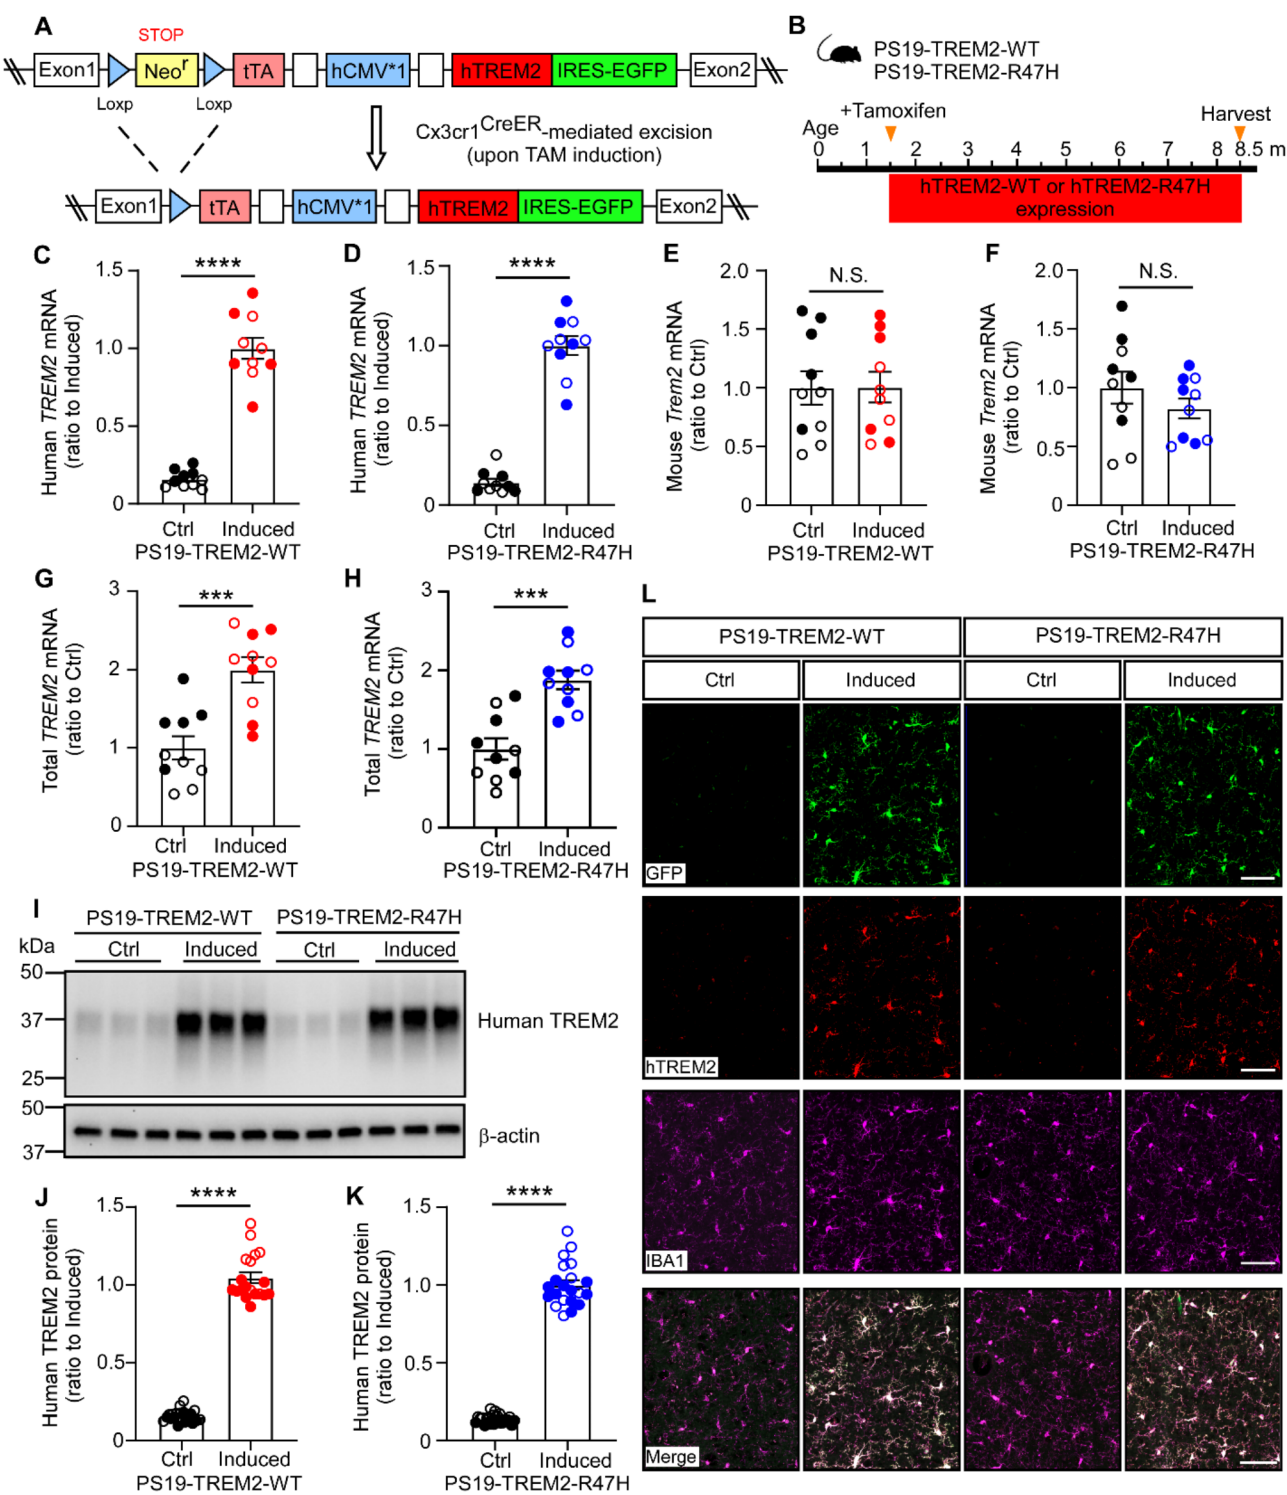 A
STOP
Exon1
Neoʳ
tTA
hCMV*1
hTREM2
IRES-EGFP
Exon2
Loxp
Loxp
Cx3cr1^CreER-mediated excision
(upon TAM induction)
Exon1
tTA
hCMV*1
hTREM2
IRES-EGFP
Exon2
B
PS19-TREM2-WT
PS19-TREM2-R47H
+Tamoxifen
Harvest
Age
0 1 2 3 4 5 6 7 8 8.5 m
hTREM2-WT or hTREM2-R47H
expression
C
Human TREM2 mRNA
(ratio to Induced)
1.5
1.0
0.5
0
****
Ctrl Induced
PS19-TREM2-WT
D
Human TREM2 mRNA
(ratio to Induced)
1.5
1.0
0.5
0
****
Ctrl Induced
PS19-TREM2-R47H
E
Mouse Trem2 mRNA
(ratio to Ctrl)
2.0
1.5
1.0
0.5
0
N.S.
Ctrl Induced
PS19-TREM2-WT
F
Mouse Trem2 mRNA
(ratio to Ctrl)
2.0
1.5
1.0
0.5
0
N.S.
Ctrl Induced
PS19-TREM2-R47H
G
Total TREM2 mRNA
(ratio to Ctrl)
3
2
1
0
***
Ctrl Induced
PS19-TREM2-WT
H
Total TREM2 mRNA
(ratio to Ctrl)
3
2
1
0
***
Ctrl Induced
PS19-TREM2-R47H
I
PS19-TREM2-WT PS19-TREM2-R47H
kDa
Ctrl Induced Ctrl Induced
50
37
25
Human TREM2
50
37
β-actin
J
Human TREM2 protein
(ratio to Induced)
1.5
1.0
0.5
0
****
Ctrl Induced
PS19-TREM2-WT
K
Human TREM2 protein
(ratio to Induced)
1.5
1.0
0.5
0
****
Ctrl Induced
PS19-TREM2-R47H
L
PS19-TREM2-WT PS19-TREM2-R47H
Ctrl Induced Ctrl Induced
GFP
hTREM2
IBA1
Merge